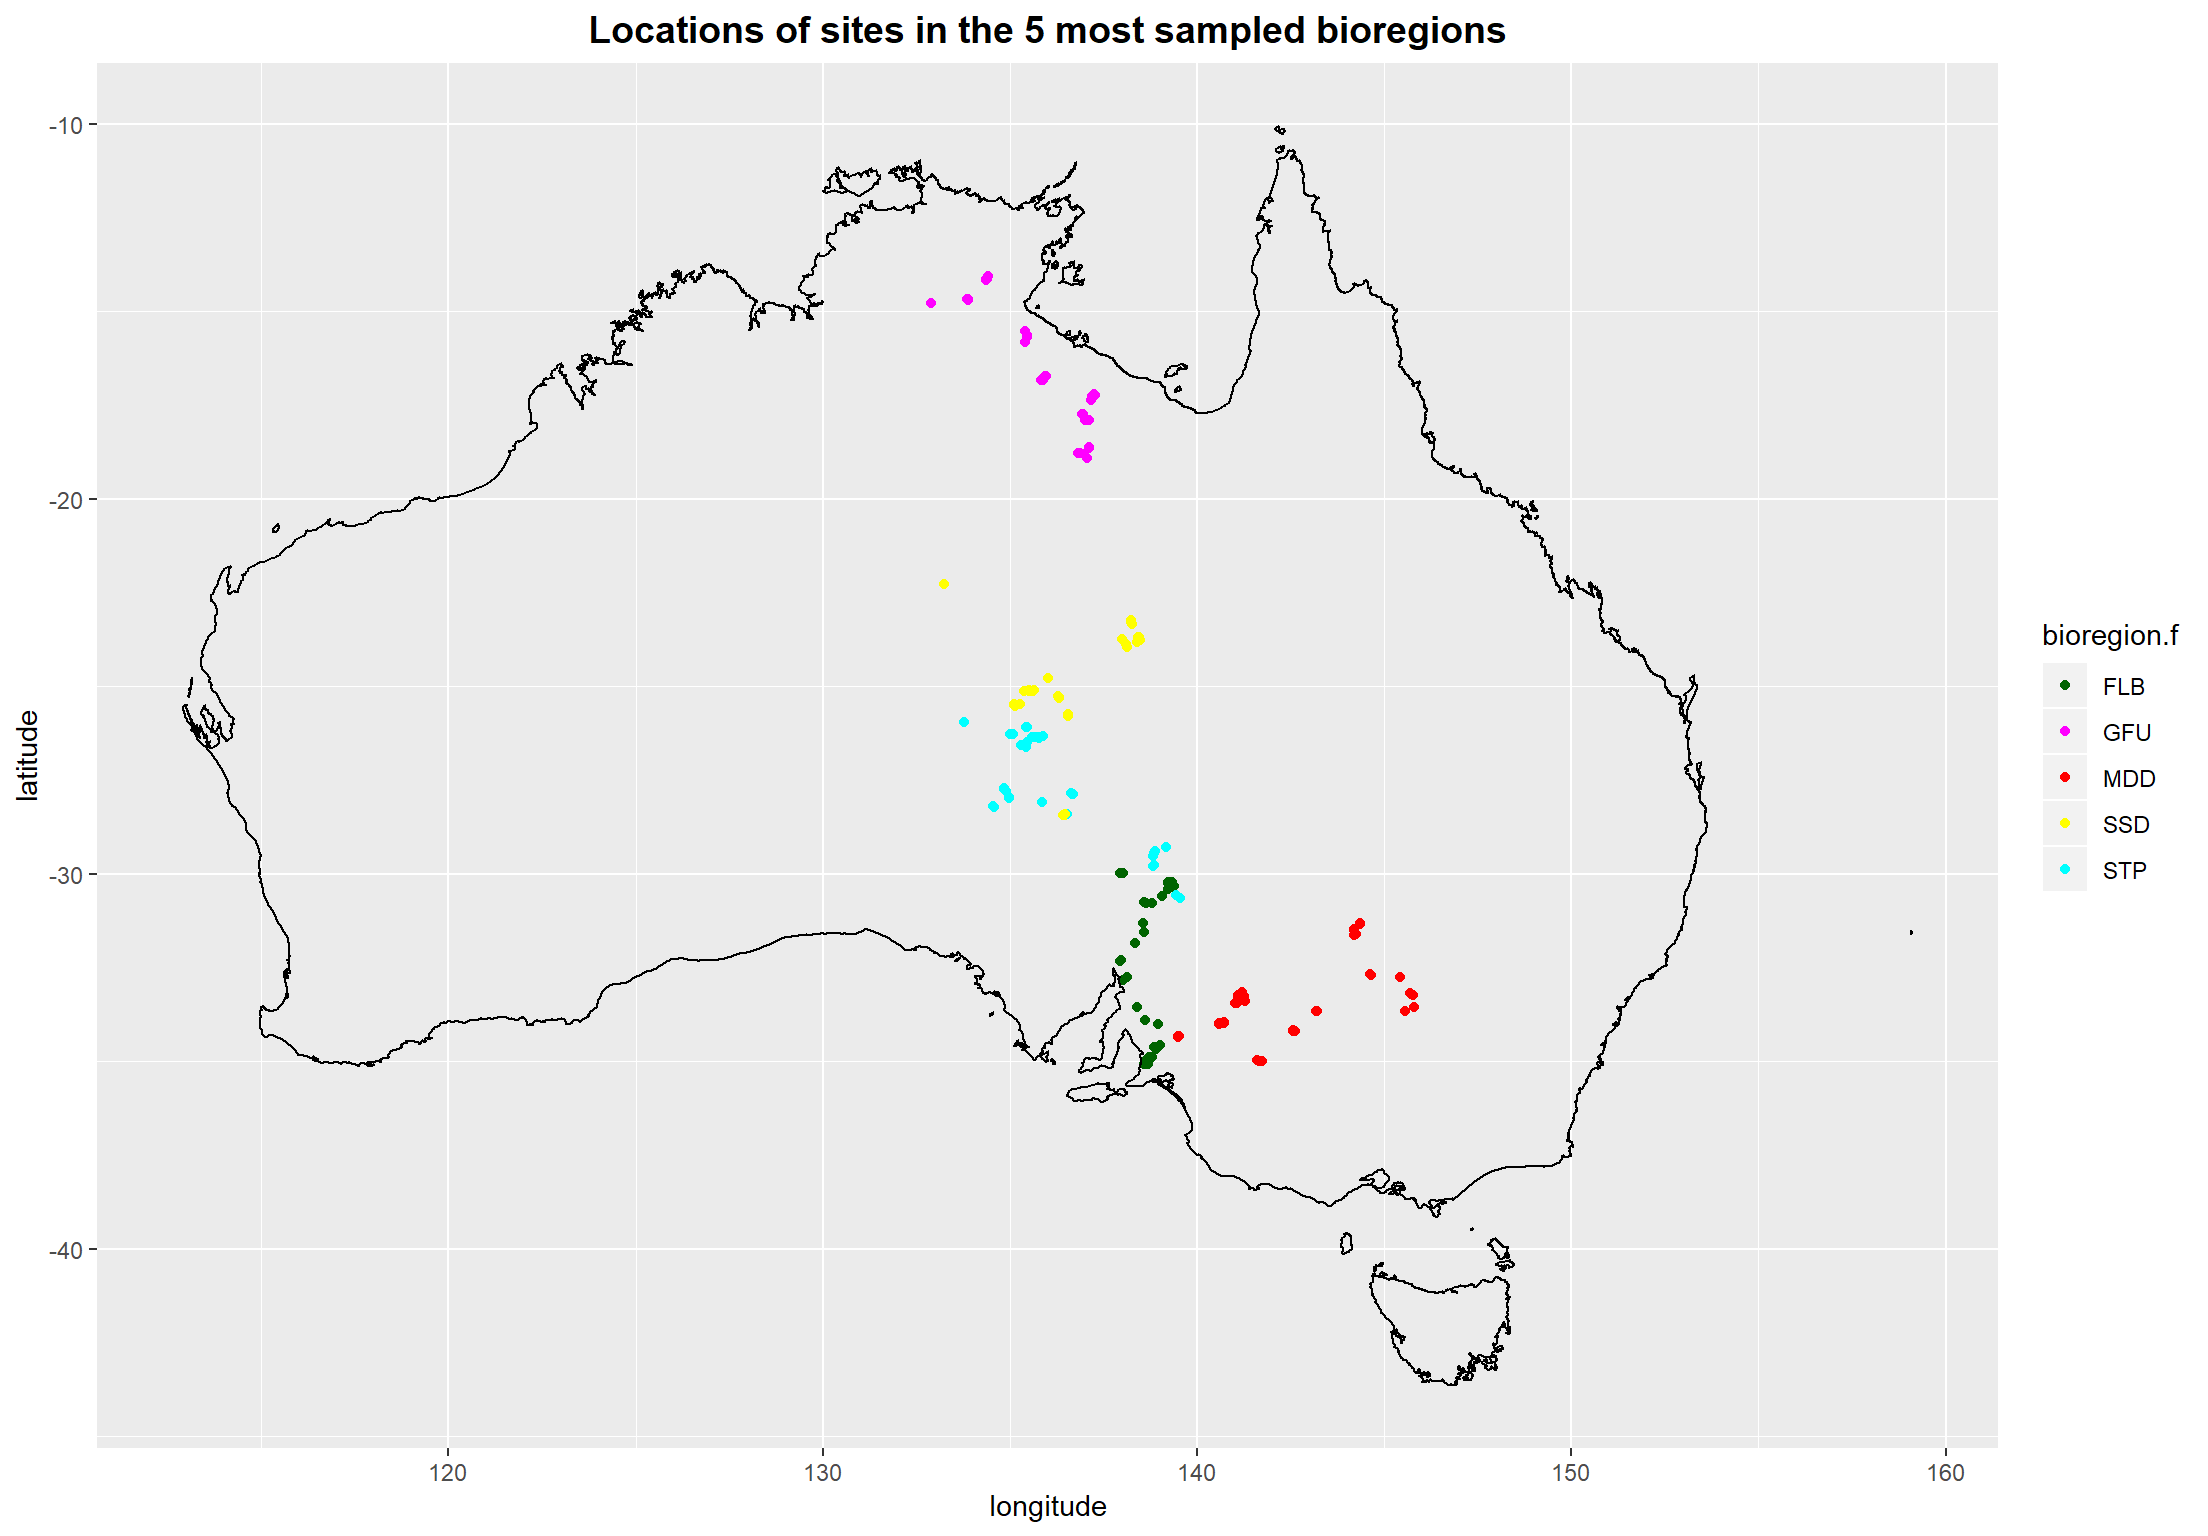 Locations of sites in the 5 most sampled bioregions
-10
-20
-30
-40
latitude
120
130
140
150
160
longitude
bioregion.f
FLB
GFU
MDD
SSD
STP